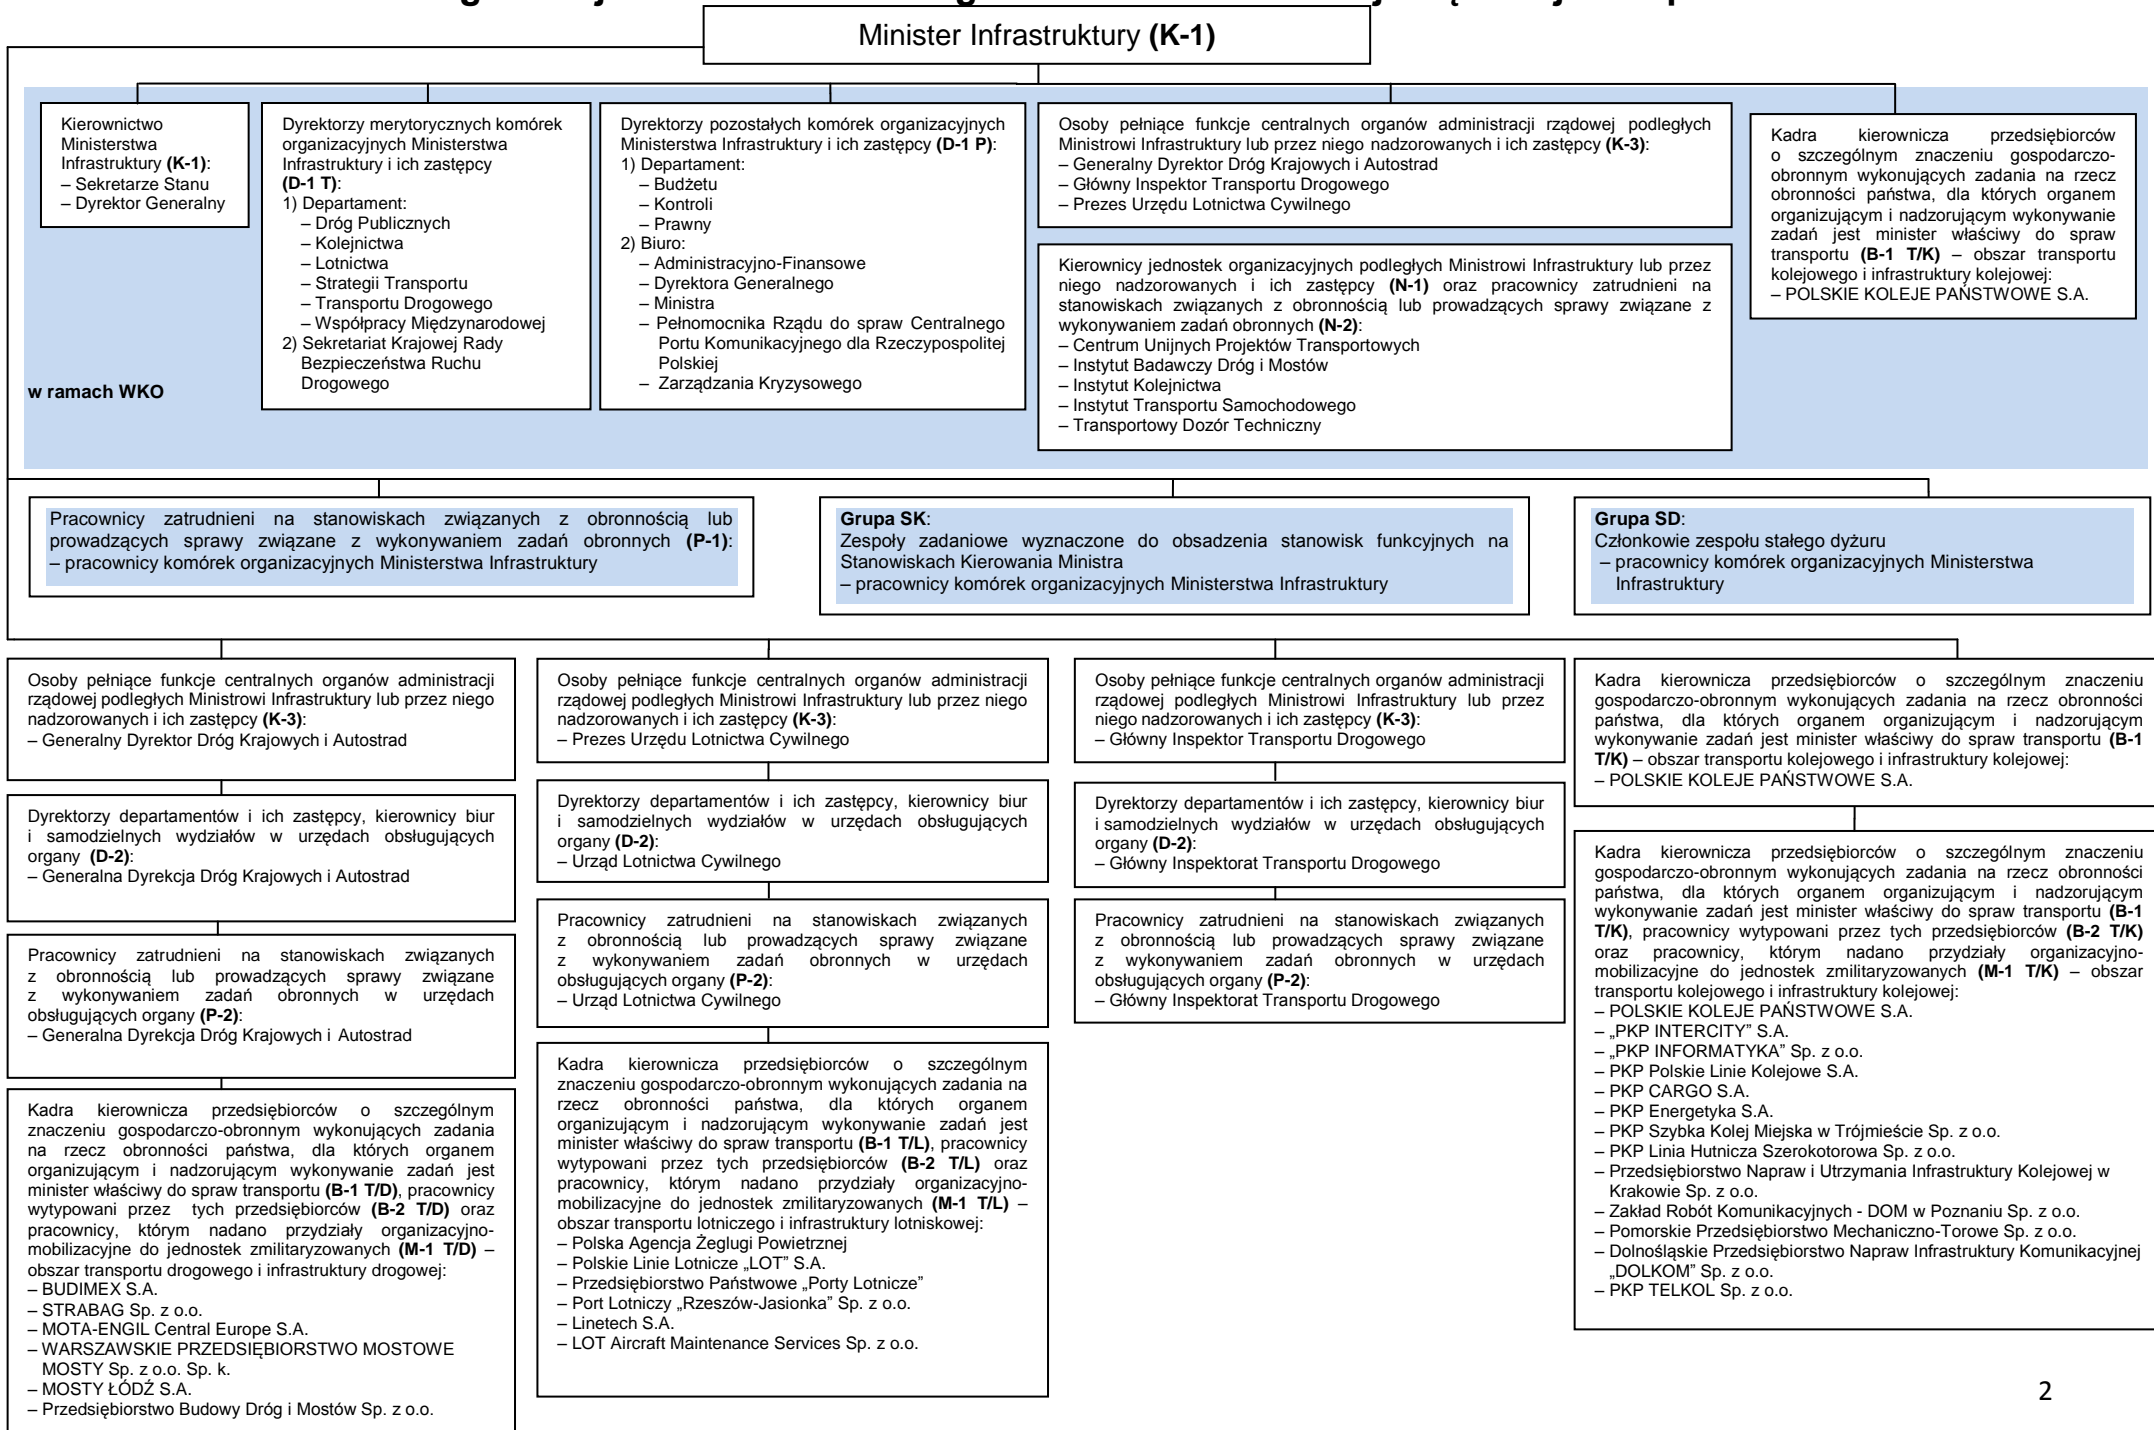 Minister Infrastruktury (K-1)
Kierownictwo
Ministerstwa
Infrastruktury (K-1):
– Sekretarze Stanu
– Dyrektor Generalny
Dyrektorzy merytorycznych komórek
organizacyjnych Ministerstwa
Infrastruktury i ich zastępcy
(D-1 T):
1) Departament:
– Dróg Publicznych
– Kolejnictwa
– Lotnictwa
– Strategii Transportu
– Transportu Drogowego
– Współpracy Międzynarodowej
2) Sekretariat Krajowej Rady
Bezpieczeństwa Ruchu
Drogowego
Dyrektorzy pozostałych komórek organizacyjnych
Ministerstwa Infrastruktury i ich zastępcy (D-1 P):
1) Departament:
– Budżetu
– Kontroli
– Prawny
2) Biuro:
– Administracyjno-Finansowe
– Dyrektora Generalnego
– Ministra
– Pełnomocnika Rządu do spraw Centralnego
Portu Komunikacyjnego dla Rzeczypospolitej
Polskiej
– Zarządzania Kryzysowego
Osoby pełniące funkcje centralnych organów administracji rządowej podległych
Ministrowi Infrastruktury lub przez niego nadzorowanych i ich zastępcy (K-3):
– Generalny Dyrektor Dróg Krajowych i Autostrad
– Główny Inspektor Transportu Drogowego
– Prezes Urzędu Lotnictwa Cywilnego
Kierownicy jednostek organizacyjnych podległych Ministrowi Infrastruktury lub przez
niego nadzorowanych i ich zastępcy (N-1) oraz pracownicy zatrudnieni na
stanowiskach związanych z obronnością lub prowadzących sprawy związane z
wykonywaniem zadań obronnych (N-2):
– Centrum Unijnych Projektów Transportowych
– Instytut Badawczy Dróg i Mostów
– Instytut Kolejnictwa
– Instytut Transportu Samochodowego
– Transportowy Dozór Techniczny
Kadra kierownicza przedsiębiorców
o szczególnym znaczeniu gospodarczo-
obronnym wykonujących zadania na rzecz
obronności państwa, dla których organem
organizującym i nadzorującym wykonywanie
zadań jest minister właściwy do spraw
transportu (B-1 T/K) – obszar transportu
kolejowego i infrastruktury kolejowej:
– POLSKIE KOLEJE PAŃSTWOWE S.A.
w ramach WKO
Pracownicy zatrudnieni na stanowiskach związanych z obronnością lub
prowadzących sprawy związane z wykonywaniem zadań obronnych (P-1):
– pracownicy komórek organizacyjnych Ministerstwa Infrastruktury
Grupa SK:
Zespoły zadaniowe wyznaczone do obsadzenia stanowisk funkcyjnych na
Stanowiskach Kierowania Ministra
– pracownicy komórek organizacyjnych Ministerstwa Infrastruktury
Grupa SD:
Członkowie zespołu stałego dyżuru
– pracownicy komórek organizacyjnych Ministerstwa
Infrastruktury
Osoby pełniące funkcje centralnych organów administracji
rządowej podległych Ministrowi Infrastruktury lub przez niego
nadzorowanych i ich zastępcy (K-3):
– Generalny Dyrektor Dróg Krajowych i Autostrad
Dyrektorzy departamentów i ich zastępcy, kierownicy biur
i samodzielnych wydziałów w urzędach obsługujących
organy (D-2):
– Generalna Dyrekcja Dróg Krajowych i Autostrad
Pracownicy zatrudnieni na stanowiskach związanych
z obronnością lub prowadzących sprawy związane
z wykonywaniem zadań obronnych w urzędach
obsługujących organy (P-2):
– Generalna Dyrekcja Dróg Krajowych i Autostrad
Kadra kierownicza przedsiębiorców o szczególnym
znaczeniu gospodarczo-obronnym wykonujących zadania
na rzecz obronności państwa, dla których organem
organizującym i nadzorującym wykonywanie zadań jest
minister właściwy do spraw transportu (B-1 T/D), pracownicy
wytypowani przez tych przedsiębiorców (B-2 T/D) oraz
pracownicy, którym nadano przydziały organizacyjno-
mobilizacyjne do jednostek zmilitaryzowanych (M-1 T/D) –
obszar transportu drogowego i infrastruktury drogowej:
– BUDIMEX S.A.
– STRABAG Sp. z o.o.
– MOTA-ENGIL Central Europe S.A.
– WARSZAWSKIE PRZEDSIĘBIORSTWO MOSTOWE
MOSTY Sp. z o.o. Sp. k.
– MOSTY ŁÓDŹ S.A.
– Przedsiębiorstwo Budowy Dróg i Mostów Sp. z o.o.
Osoby pełniące funkcje centralnych organów administracji
rządowej podległych Ministrowi Infrastruktury lub przez niego
nadzorowanych i ich zastępcy (K-3):
– Prezes Urzędu Lotnictwa Cywilnego
Dyrektorzy departamentów i ich zastępcy, kierownicy biur
i samodzielnych wydziałów w urzędach obsługujących
organy (D-2):
– Urząd Lotnictwa Cywilnego
Pracownicy zatrudnieni na stanowiskach związanych
z obronnością lub prowadzących sprawy związane
z wykonywaniem zadań obronnych w urzędach
obsługujących organy (P-2):
– Urząd Lotnictwa Cywilnego
Kadra kierownicza przedsiębiorców o szczególnym
znaczeniu gospodarczo-obronnym wykonujących zadania na
rzecz obronności państwa, dla których organem
organizującym i nadzorującym wykonywanie zadań jest
minister właściwy do spraw transportu (B-1 T/L), pracownicy
wytypowani przez tych przedsiębiorców (B-2 T/L) oraz
pracownicy, którym nadano przydziały organizacyjno-
mobilizacyjne do jednostek zmilitaryzowanych (M-1 T/L) –
obszar transportu lotniczego i infrastruktury lotniskowej:
– Polska Agencja Żeglugi Powietrznej
– Polskie Linie Lotnicze „LOT” S.A.
– Przedsiębiorstwo Państwowe „Porty Lotnicze”
– Port Lotniczy „Rzeszów-Jasionka” Sp. z o.o.
– Linetech S.A.
– LOT Aircraft Maintenance Services Sp. z o.o.
Osoby pełniące funkcje centralnych organów administracji
rządowej podległych Ministrowi Infrastruktury lub przez
niego nadzorowanych i ich zastępcy (K-3):
– Główny Inspektor Transportu Drogowego
Dyrektorzy departamentów i ich zastępcy, kierownicy biur
i samodzielnych wydziałów w urzędach obsługujących
organy (D-2):
– Główny Inspektorat Transportu Drogowego
Pracownicy zatrudnieni na stanowiskach związanych
z obronnością lub prowadzących sprawy związane
z wykonywaniem zadań obronnych w urzędach
obsługujących organy (P-2):
– Główny Inspektorat Transportu Drogowego
Kadra kierownicza przedsiębiorców o szczególnym znaczeniu
gospodarczo-obronnym wykonujących zadania na rzecz obronności
państwa, dla których organem organizującym i nadzorującym
wykonywanie zadań jest minister właściwy do spraw transportu (B-1
T/K) – obszar transportu kolejowego i infrastruktury kolejowej:
– POLSKIE KOLEJE PAŃSTWOWE S.A.
Kadra kierownicza przedsiębiorców o szczególnym znaczeniu
gospodarczo-obronnym wykonujących zadania na rzecz obronności
państwa, dla których organem organizującym i nadzorującym
wykonywanie zadań jest minister właściwy do spraw transportu (B-1
T/K), pracownicy wytypowani przez tych przedsiębiorców (B-2 T/K)
oraz pracownicy, którym nadano przydziały organizacyjno-
mobilizacyjne do jednostek zmilitaryzowanych (M-1 T/K) – obszar
transportu kolejowego i infrastruktury kolejowej:
– POLSKIE KOLEJE PAŃSTWOWE S.A.
– „PKP INTERCITY” S.A.
– „PKP INFORMATYKA” Sp. z o.o.
– PKP Polskie Linie Kolejowe S.A.
– PKP CARGO S.A.
– PKP Energetyka S.A.
– PKP Szybka Kolej Miejska w Trójmieście Sp. z o.o.
– PKP Linia Hutnicza Szerokotorowa Sp. z o.o.
– Przedsiębiorstwo Napraw i Utrzymania Infrastruktury Kolejowej w
Krakowie Sp. z o.o.
– Zakład Robót Komunikacyjnych - DOM w Poznaniu Sp. z o.o.
– Pomorskie Przedsiębiorstwo Mechaniczno-Torowe Sp. z o.o.
– Dolnośląskie Przedsiębiorstwo Napraw Infrastruktury Komunikacyjnej
„DOLKOM” Sp. z o.o.
– PKP TELKOL Sp. z o.o.
2